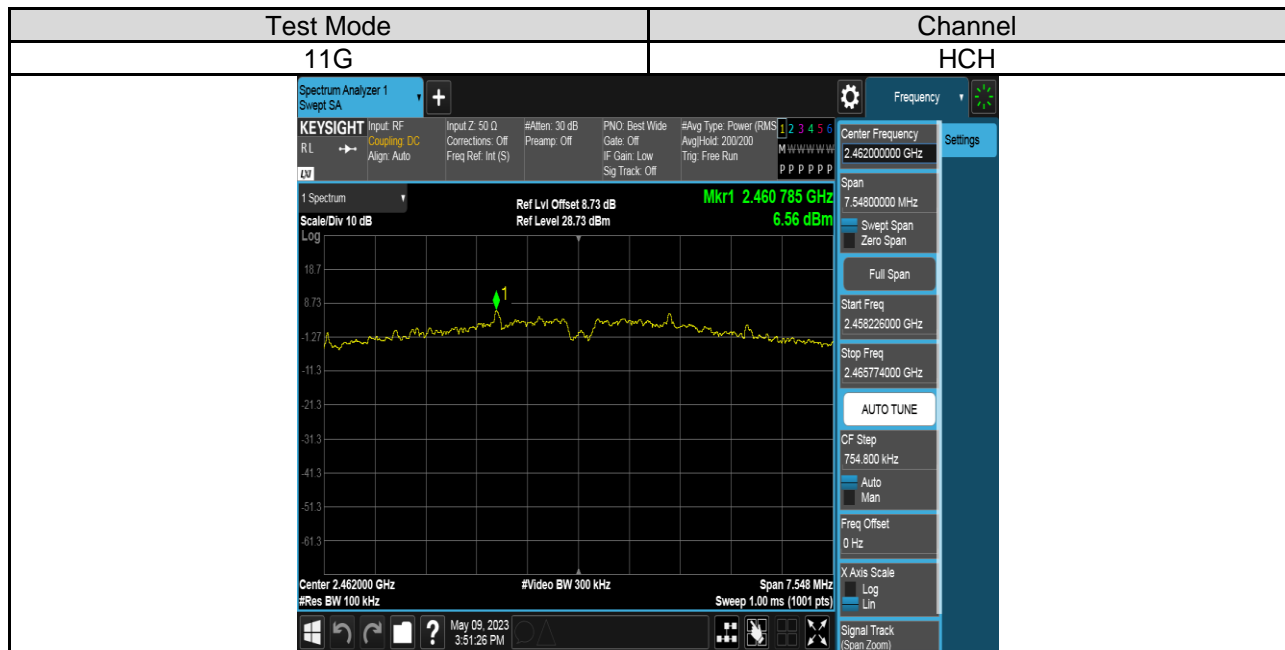 Test Mode Channel
11G HCH
Spectrum Analyzer 1
Swept SA
Frequency
KEYSIGHT
RL
LXI
Input: RF
Coupling: DC
Align: Auto
Input Z: 50 Ω
Corrections: Off
Freq Ref: Int (S)
#Atten: 30 dB
Preamp: Off
PNO: Best Wide
Gate: Off
IF Gain: Low
Sig Track: Off
#Avg Type: Power (RMS
Avg|Hold: 200/200
Trig: Free Run
1 2 3 4 5 6
M W W W W W
P P P P P P
1 Spectrum
Scale/Div 10 dB
Log
Ref Lvl Offset 8.73 dB
Ref Level 28.73 dBm
Mkr1 2.460 785 GHz
6.56 dBm
18.7
8.73
-1.27
-11.3
-21.3
-31.3
-41.3
-51.3
-61.3
1
Center 2.462000 GHz
#Res BW 100 kHz
#Video BW 300 kHz
Span 7.548 MHz
Sweep 1.00 ms (1001 pts)
May 09, 2023
3:51:26 PM
Center Frequency
2.462000000 GHz
Settings
Span
7.54800000 MHz
Swept Span
Zero Span
Full Span
Start Freq
2.458226000 GHz
Stop Freq
2.465774000 GHz
AUTO TUNE
CF Step
754.800 kHz
Auto
Man
Freq Offset
0 Hz
X Axis Scale
Log
Lin
Signal Track
(Span Zoom)